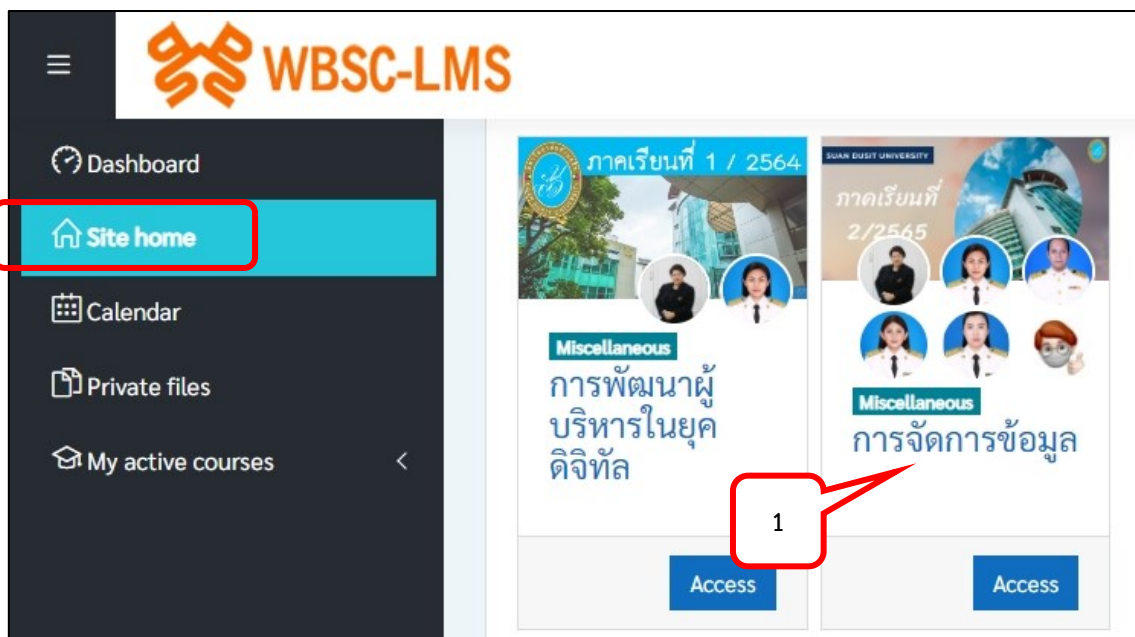 WBSC-LMS
Dashboard
Site home
Calendar
Private files
My active courses
ภาคเรียนที่ 1 / 2564
Miscellaneous
การพัฒนาผู้
บริหารในยุค
ดิจิทัล
Access
SUAN DUSIT UNIVERSITY
ภาคเรียนที่
2/2565
Miscellaneous
การจัดการข้อมูล
1
Access